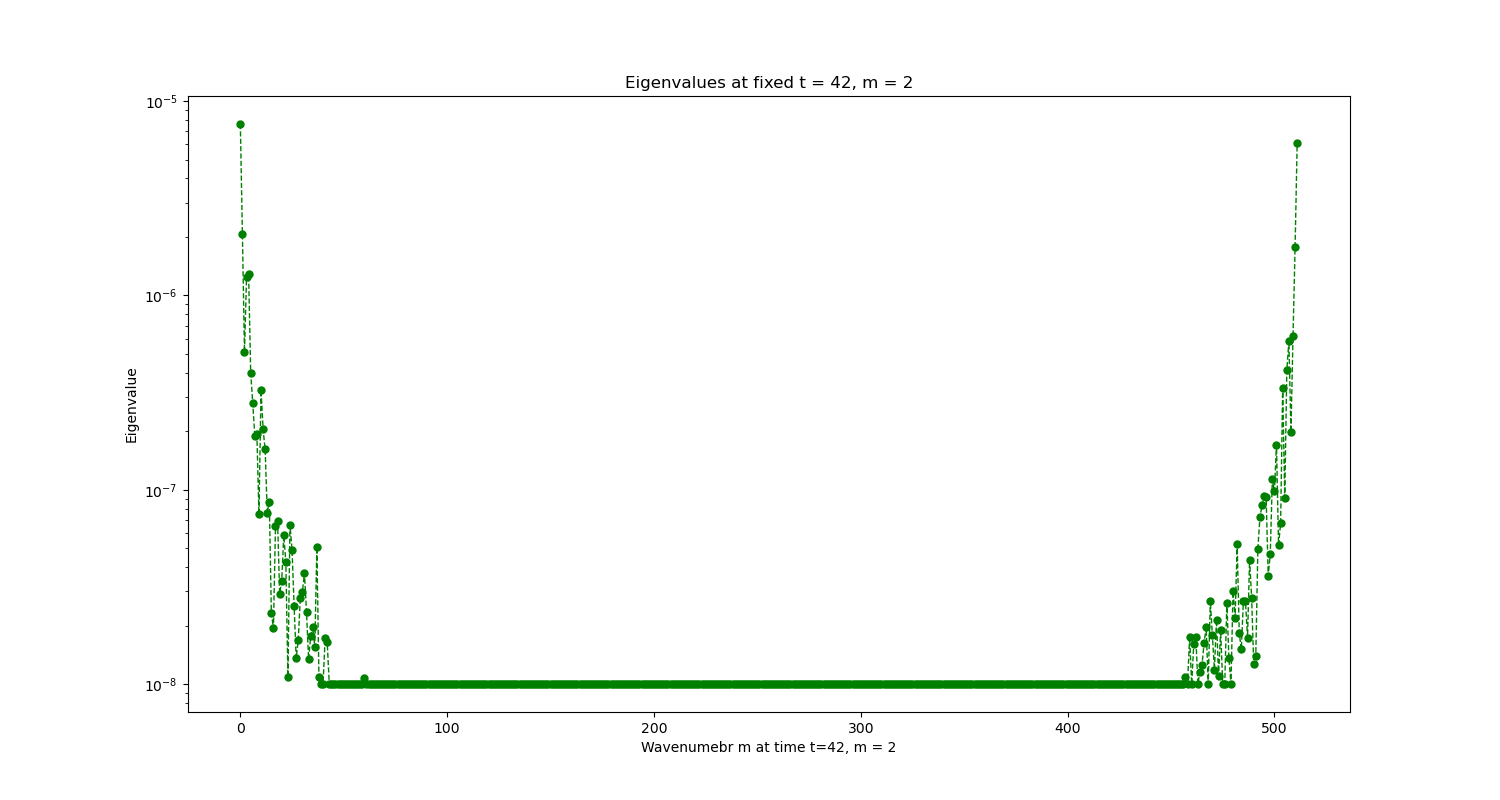 Eigenvalues at fixed t = 42, m = 2
10^-5
10^-6
10^-7
10^-8
Eigenvalue
0 100 200 300 400 500
Wavenumebr m at time t=42, m = 2